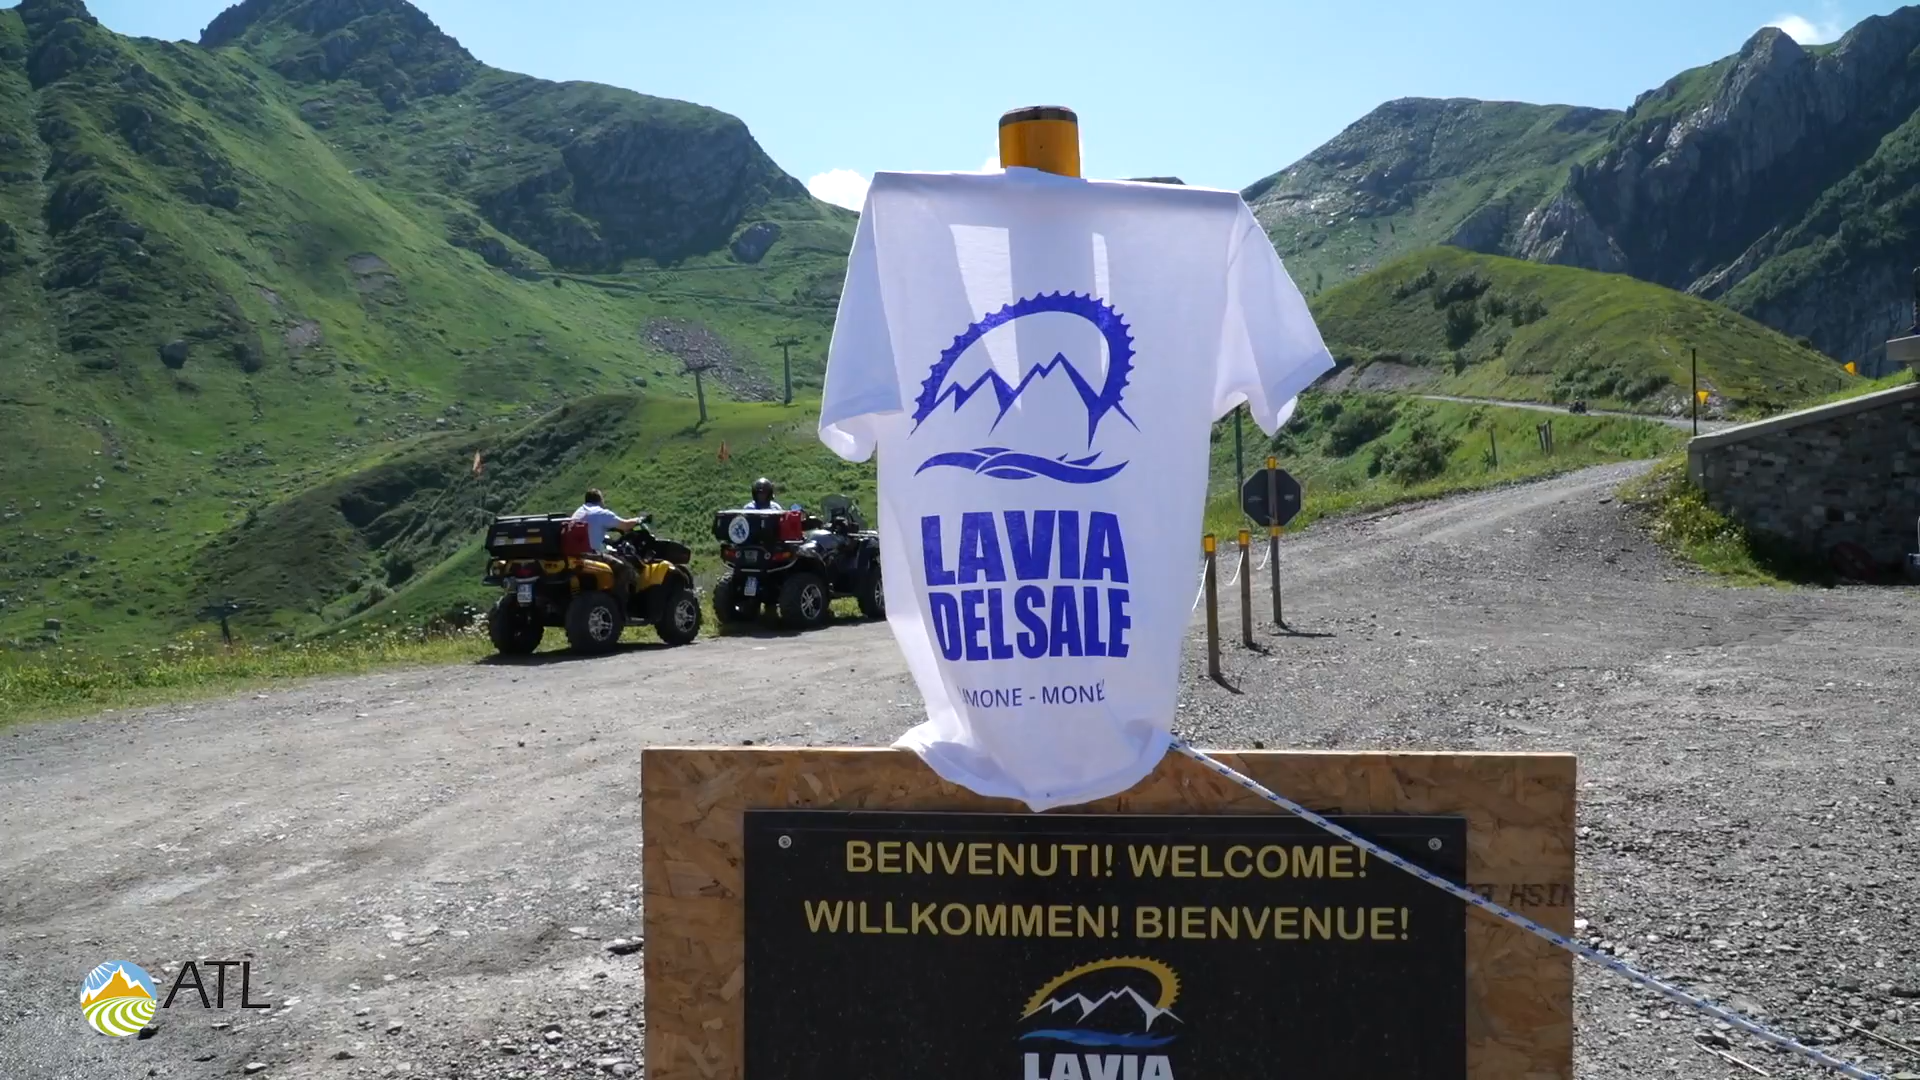 LAVIA
DELSALE
MONE - MONE
BENVENUTI! WELCOME!
WILLKOMMEN! BIENVENUE!
LAVIA
ATL